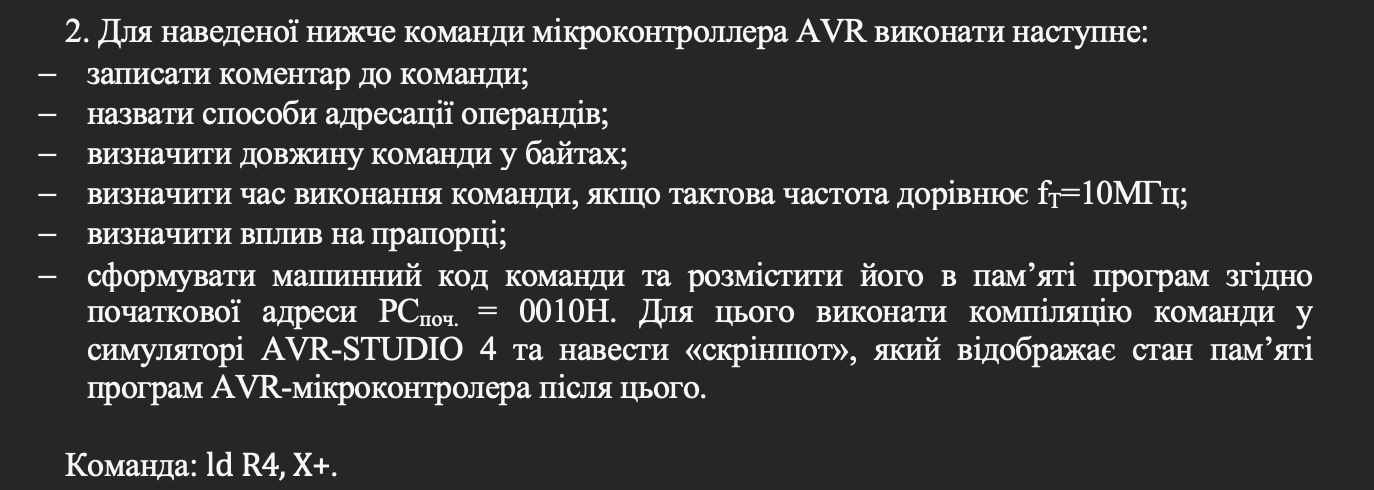 2. Для наведеної нижче команди мікроконтроллера AVR виконати наступне:
– записати коментар до команди;
– назвати способи адресації операндів;
– визначити довжину команди у байтах;
– визначити час виконання команди, якщо тактова частота дорівнює fТ=10МГц;
– визначити вплив на прапорці;
– сформувати машинний код команди та розмістити його в пам’яті програм згідно
початкової адреси PCпоч. = 0010H. Для цього виконати компіляцію команди у
симуляторі AVR-STUDIO 4 та навести «скріншот», який відображає стан пам’яті
програм AVR-мікроконтролера після цього.
Команда: ld R4, X+.